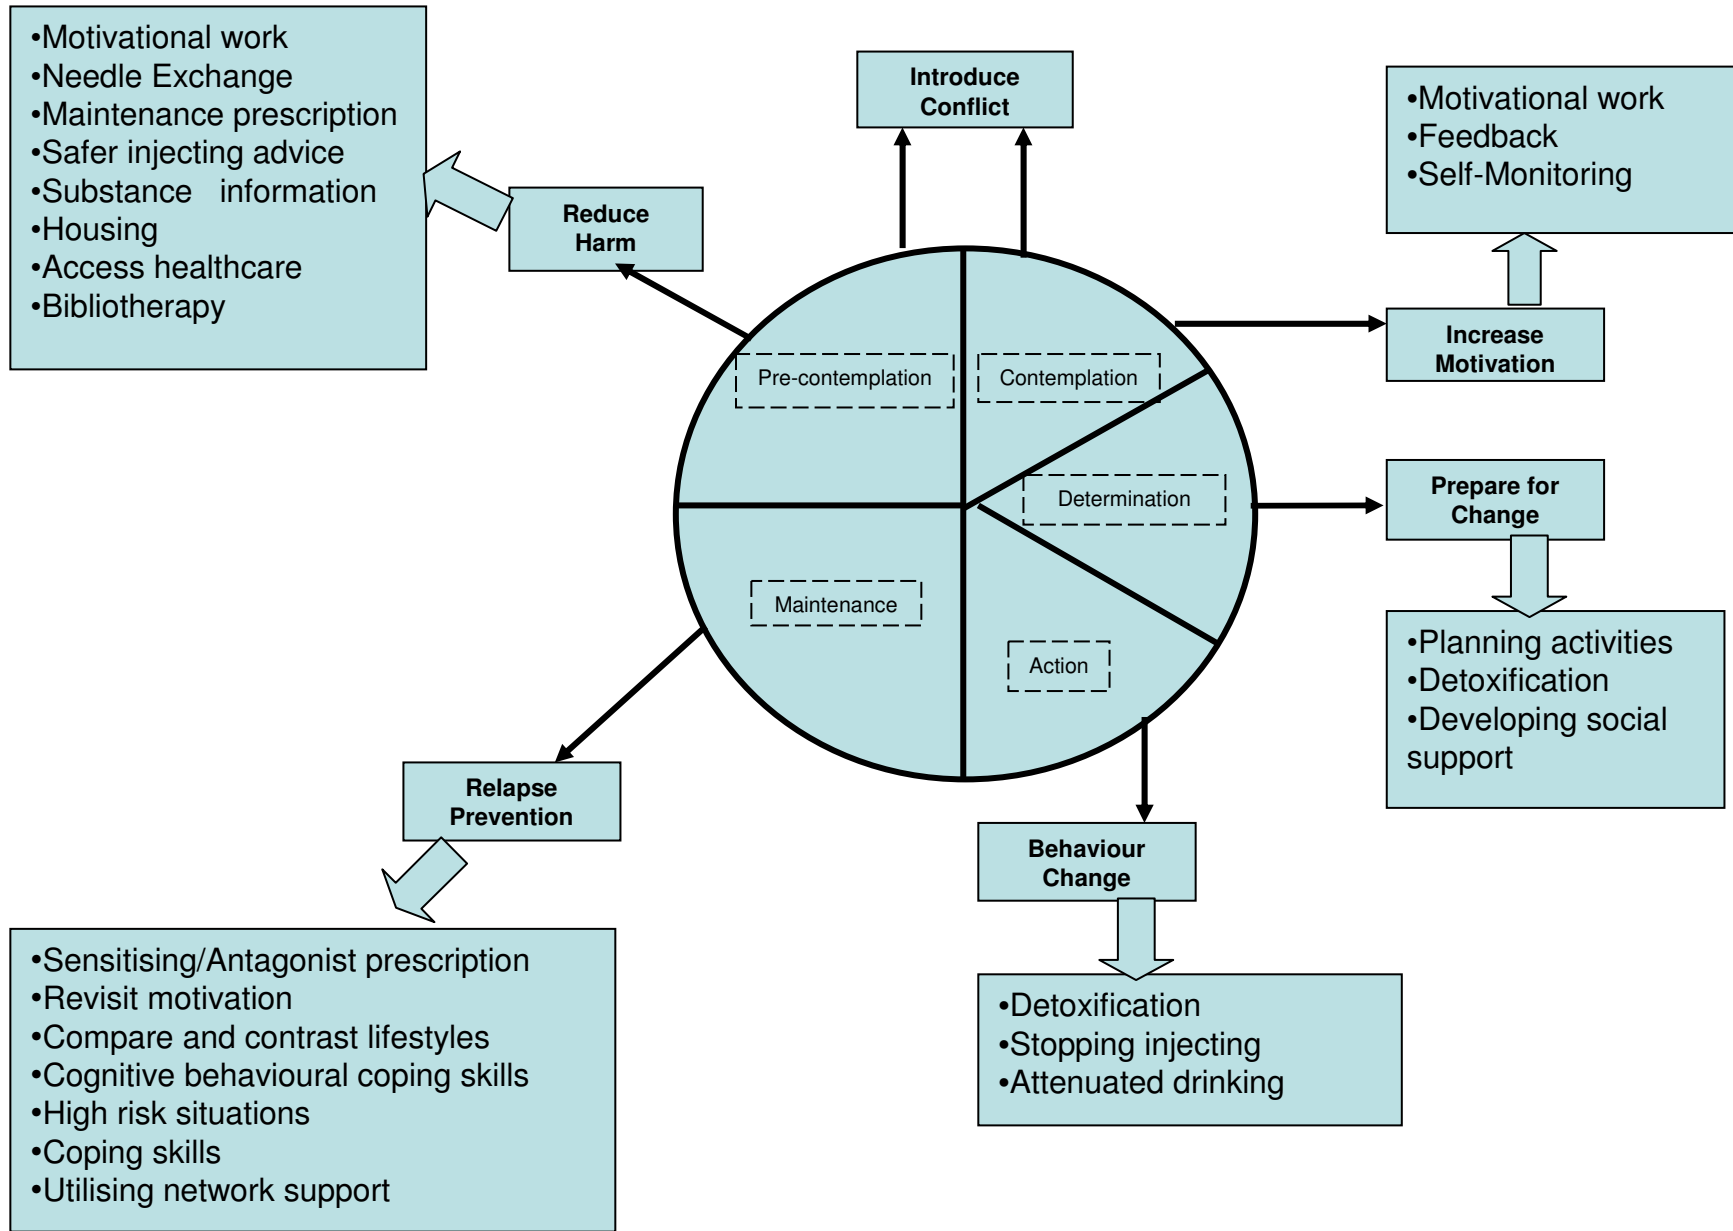 •Motivational work
•Needle Exchange
•Maintenance prescription
•Safer injecting advice
•Substance information
•Housing
•Access healthcare
•Bibliotherapy
Introduce
Conflict
•Motivational work
•Feedback
•Self-Monitoring
Reduce
Harm
Increase
Motivation
Pre-contemplation
Contemplation
Determination
Prepare for
Change
Maintenance
Action
•Planning activities
•Detoxification
•Developing social
support
Relapse
Prevention
Behaviour
Change
•Sensitising/Antagonist prescription
•Revisit motivation
•Compare and contrast lifestyles
•Cognitive behavioural coping skills
•High risk situations
•Coping skills
•Utilising network support
•Detoxification
•Stopping injecting
•Attenuated drinking